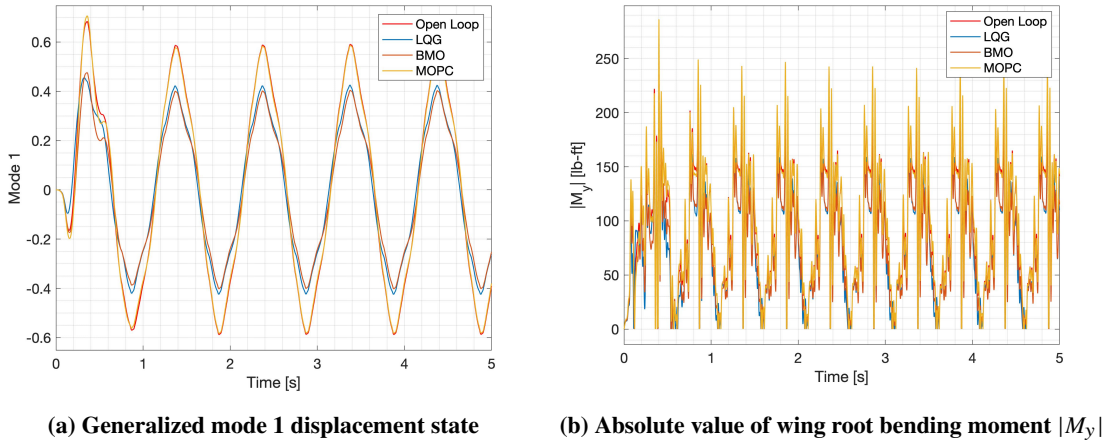 Open Loop
LQG
BMO
MOPC
0.6
0.4
0.2
0
-0.2
-0.4
-0.6
Mode 1
0 1 2 3 4 5
Time [s]
(a) Generalized mode 1 displacement state
Open Loop
LQG
BMO
MOPC
250
200
150
100
50
0
|M_y| [lb-ft]
0 1 2 3 4 5
Time [s]
(b) Absolute value of wing root bending moment |M_y|